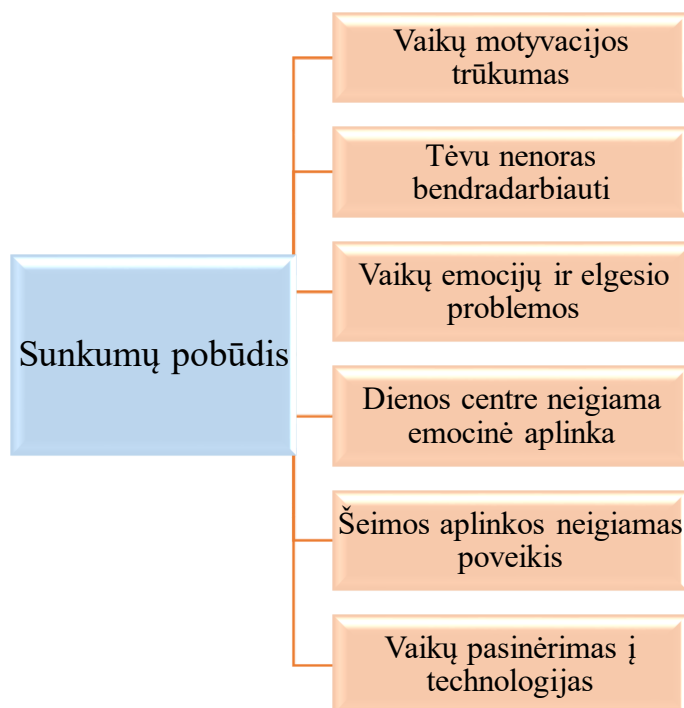 Vaikų motyvacijos
trūkumas
Tėvu nenoras
bendradarbiauti
Vaikų emocijų ir elgesio
problemos
Sunkumų pobūdis
Dienos centre neigiama
emocinė aplinka
Šeimos aplinkos neigiamas
poveikis
Vaikų pasinėrimas į
technologijas